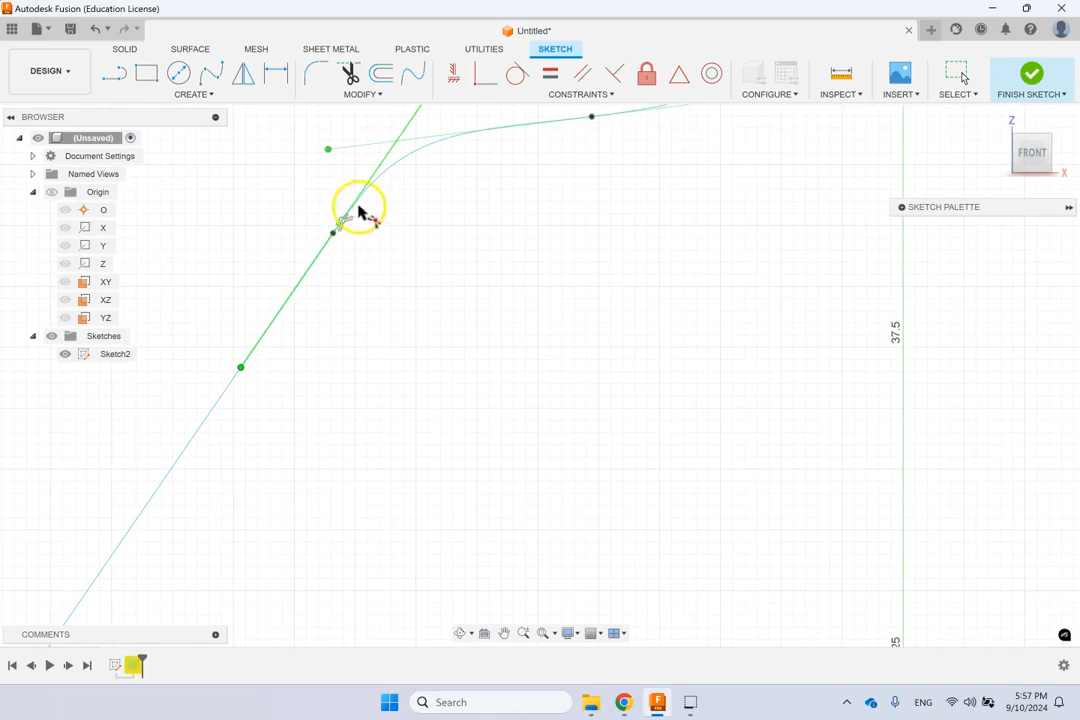 Autodesk Fusion (Education License)
Untitled*
DESIGN
SOLID SURFACE MESH SHEET METAL PLASTIC UTILITIES SKETCH
CREATE MODIFY CONSTRAINTS CONFIGURE INSPECT INSERT SELECT FINISH SKETCH
BROWSER
(Unsaved)
Document Settings
Named Views
Origin
O
X
Y
Z
XY
XZ
YZ
Sketches
Sketch2
Z
FRONT
X
SKETCH PALETTE
37.5
25
COMMENTS
Search
ENG
5:57 PM
9/10/2024